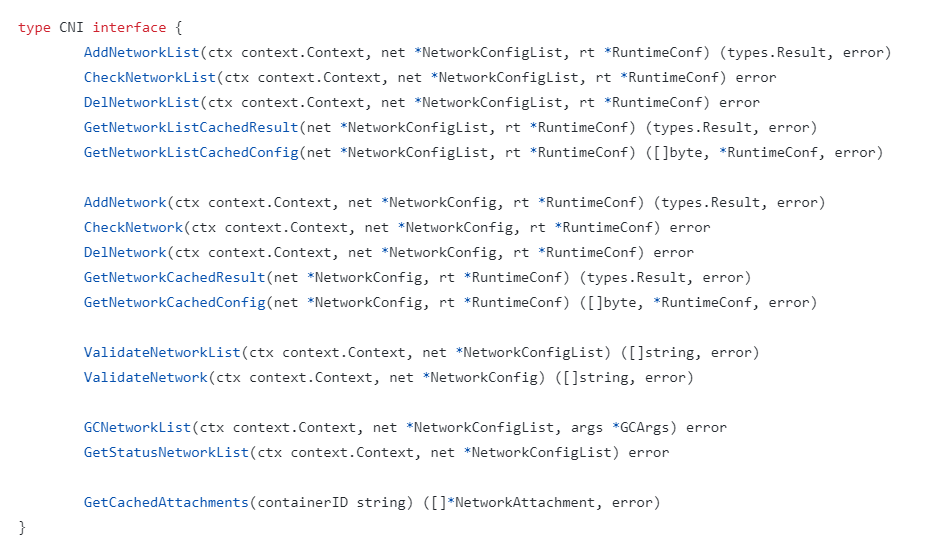 type CNI interface {
AddNetworkList(ctx context.Context, net *NetworkConfigList, rt *RuntimeConf) (types.Result, error)
CheckNetworkList(ctx context.Context, net *NetworkConfigList, rt *RuntimeConf) error
DelNetworkList(ctx context.Context, net *NetworkConfigList, rt *RuntimeConf) error
GetNetworkListCachedResult(net *NetworkConfigList, rt *RuntimeConf) (types.Result, error)
GetNetworkListCachedConfig(net *NetworkConfigList, rt *RuntimeConf) ([]byte, *RuntimeConf, error)
AddNetwork(ctx context.Context, net *NetworkConfig, rt *RuntimeConf) (types.Result, error)
CheckNetwork(ctx context.Context, net *NetworkConfig, rt *RuntimeConf) error
DelNetwork(ctx context.Context, net *NetworkConfig, rt *RuntimeConf) error
GetNetworkCachedResult(net *NetworkConfig, rt *RuntimeConf) (types.Result, error)
GetNetworkCachedConfig(net *NetworkConfig, rt *RuntimeConf) ([]byte, *RuntimeConf, error)
ValidateNetworkList(ctx context.Context, net *NetworkConfigList) ([]string, error)
ValidateNetwork(ctx context.Context, net *NetworkConfig) ([]string, error)
GCNetworkList(ctx context.Context, net *NetworkConfigList, args *GCArgs) error
GetStatusNetworkList(ctx context.Context, net *NetworkConfigList) error
GetCachedAttachments(containerID string) ([]*NetworkAttachment, error)
}